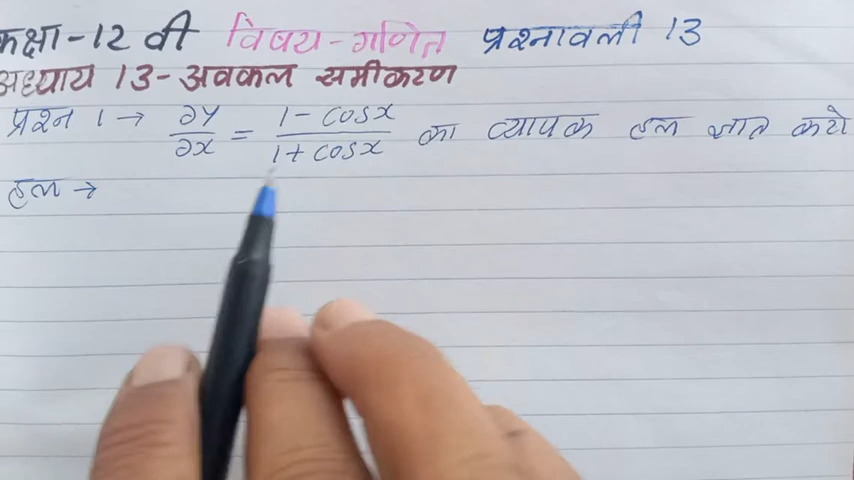 कक्षा-12 वी विषय-गणित प्रश्नावली 13
अध्याय 13-अवकल समीकरण
प्रश्न 1 → ∂y/∂x = 1-cosx/1+cosx का व्यापक हल ज्ञात करो
हल →